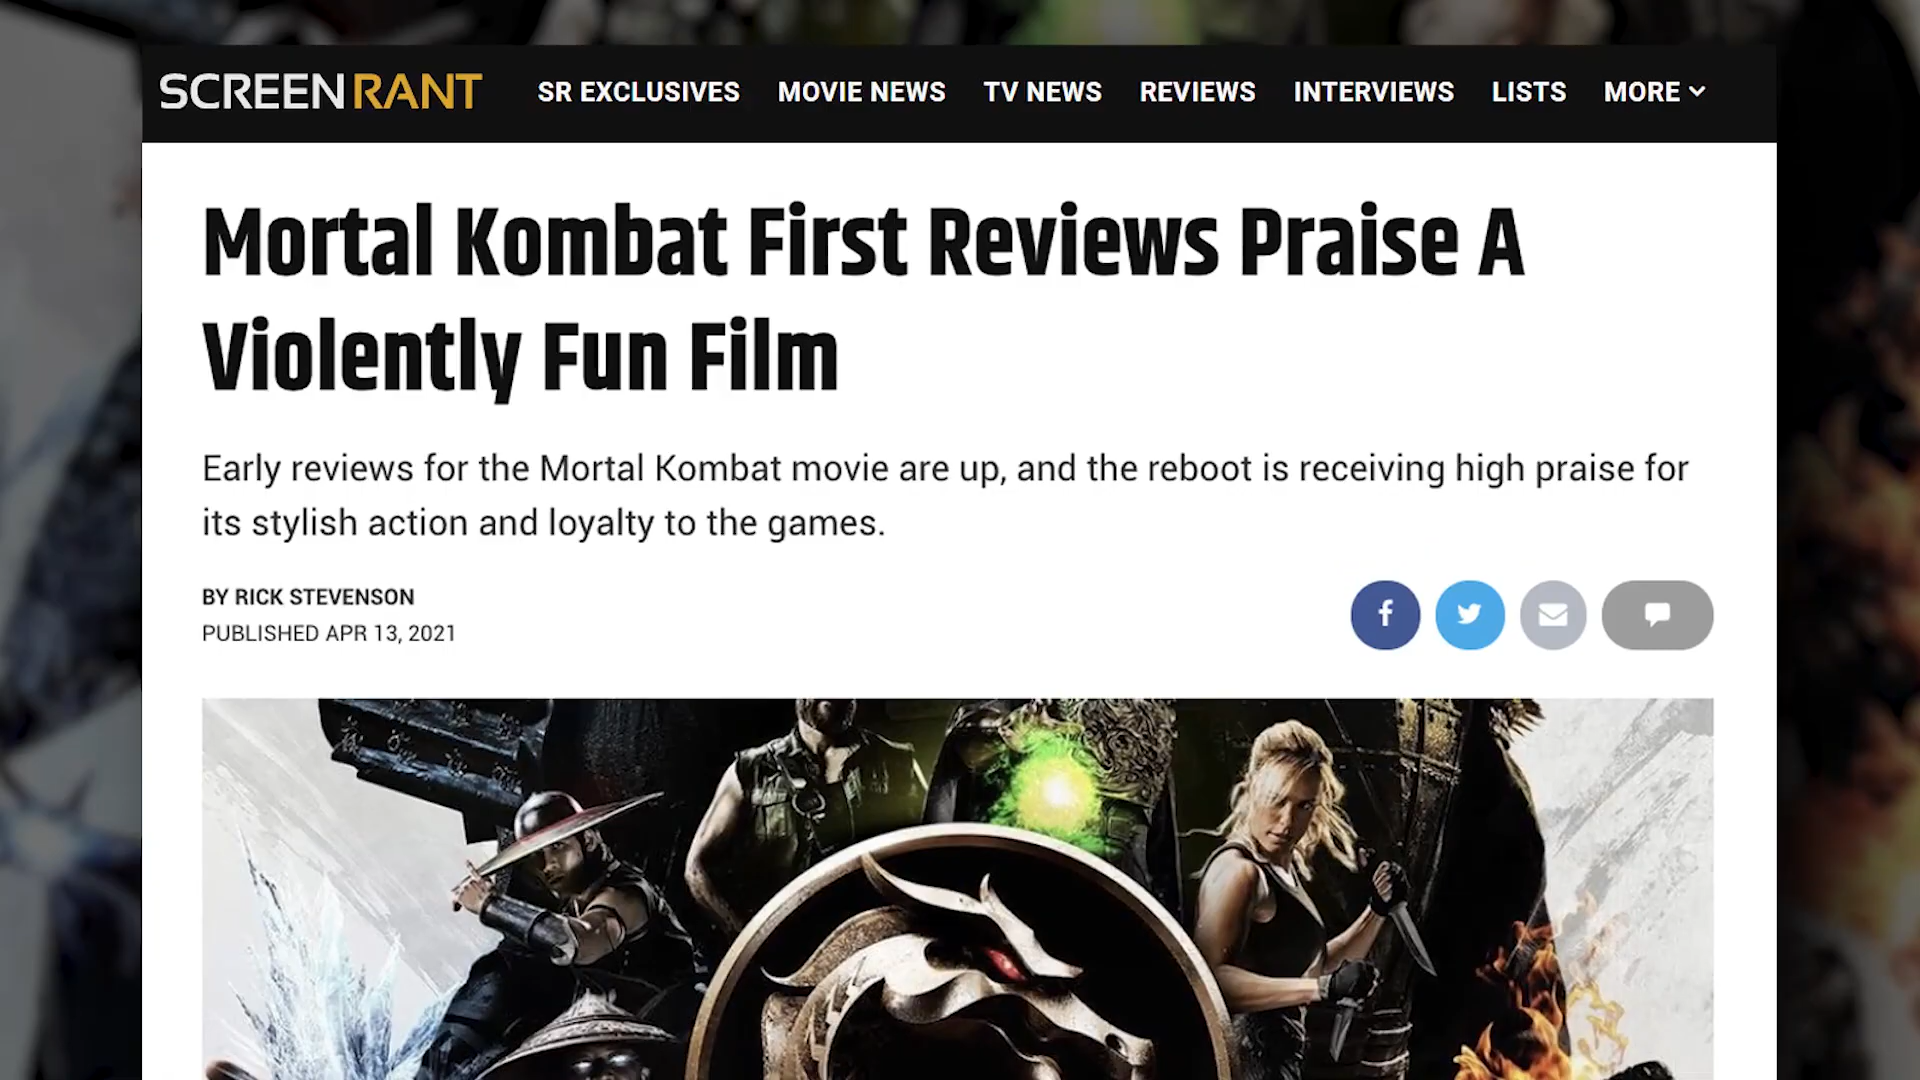 SCREENRANT SR EXCLUSIVES MOVIE NEWS TV NEWS REVIEWS INTERVIEWS LISTS MORE
Mortal Kombat First Reviews Praise A
Violently Fun Film
Early reviews for the Mortal Kombat movie are up, and the reboot is receiving high praise for
its stylish action and loyalty to the games.
BY RICK STEVENSON
PUBLISHED APR 13, 2021